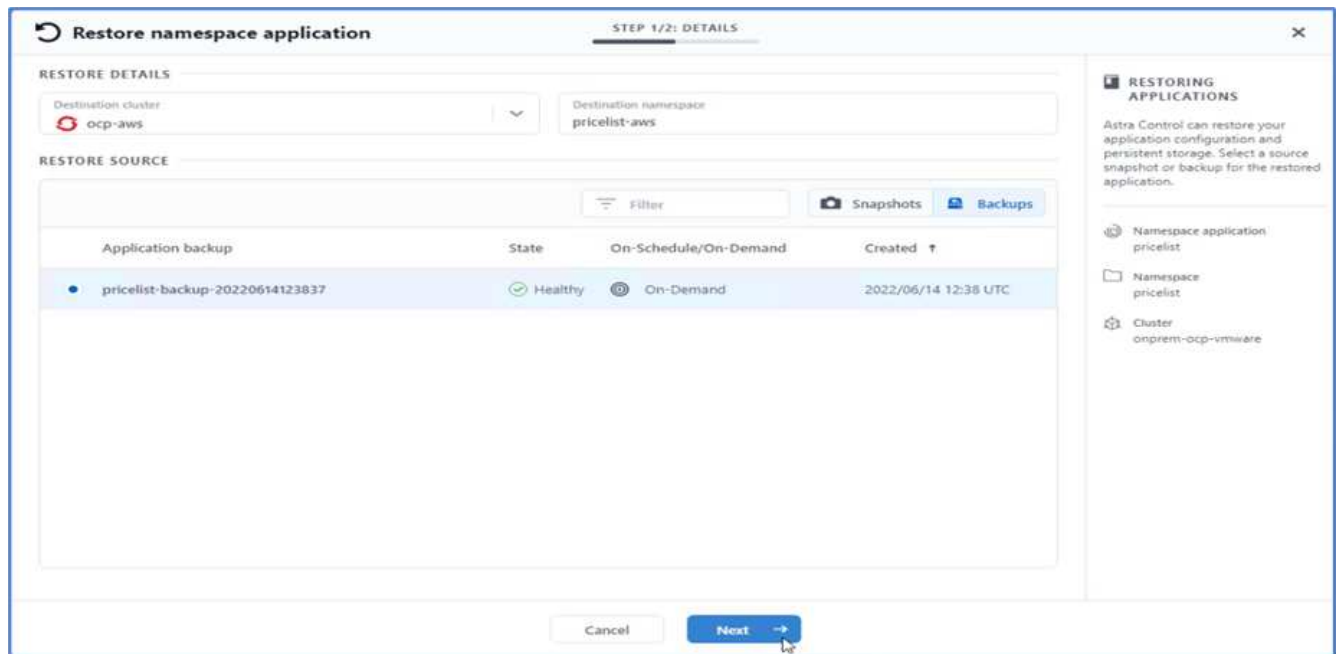 Restore namespace application
STEP 1/2: DETAILS
RESTORE DETAILS
Destination cluster
ocp-aws
Destination namespace
pricelist-aws
RESTORE SOURCE
Filter
Snapshots
Backups
Application backup
State
On-Schedule/On-Demand
Created ↑
pricelist-backup-20220614123837
Healthy
On-Demand
2022/06/14 12:38 UTC
Cancel
Next →
RESTORING
APPLICATIONS
Astra Control can restore your
application configuration and
persistent storage. Select a source
snapshot or backup for the restored
application.
Namespace application
pricelist
Namespace
pricelist
Cluster
onprem-ocp-vmware